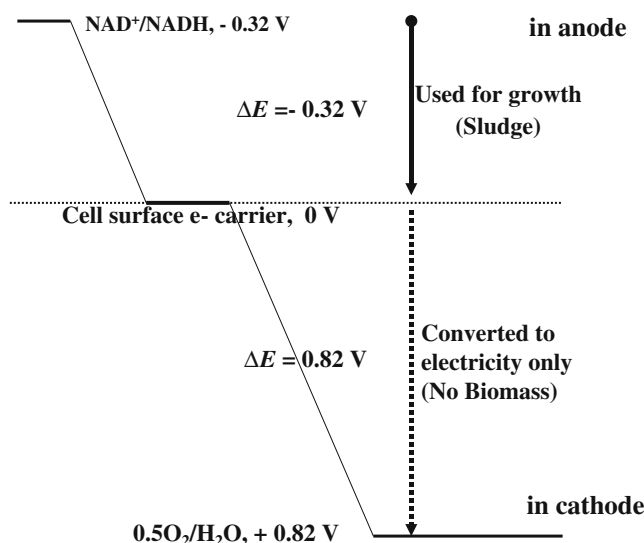 NAD⁺/NADH, - 0.32 V
in anode
ΔE =- 0.32 V
Used for growth
(Sludge)
Cell surface e- carrier, 0 V
ΔE = 0.82 V
Converted to
electricity only
(No Biomass)
in cathode
0.5O₂/H₂O, + 0.82 V